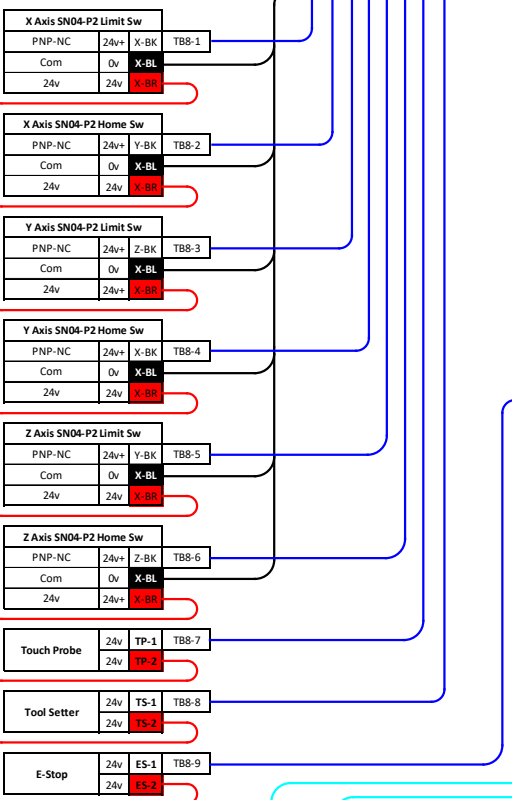 X Axis SN04-P2 Limit Sw
PNP-NC 24v+ X-BK TB8-1
Com 0v X-BL
24v 24v X-BR
X Axis SN04-P2 Home Sw
PNP-NC 24v+ Y-BK TB8-2
Com 0v X-BL
24v 24v X-BR
Y Axis SN04-P2 Limit Sw
PNP-NC 24v+ Z-BK TB8-3
Com 0v X-BL
24v 24v+ X-BR
Y Axis SN04-P2 Home Sw
PNP-NC 24v+ X-BK TB8-4
Com 0v X-BL
24v 24v X-BR
Z Axis SN04-P2 Limit Sw
PNP-NC 24v+ Y-BK TB8-5
Com 0v X-BL
24v 24v X-BR
Z Axis SN04-P2 Home Sw
PNP-NC 24v+ Z-BK TB8-6
Com 0v X-BL
24v 24v+ X-BR
Touch Probe 24v TP-1 TB8-7
24v TP-2
Tool Setter 24v TS-1 TB8-8
24v TS-2
E-Stop 24v ES-1 TB8-9
24v ES-2